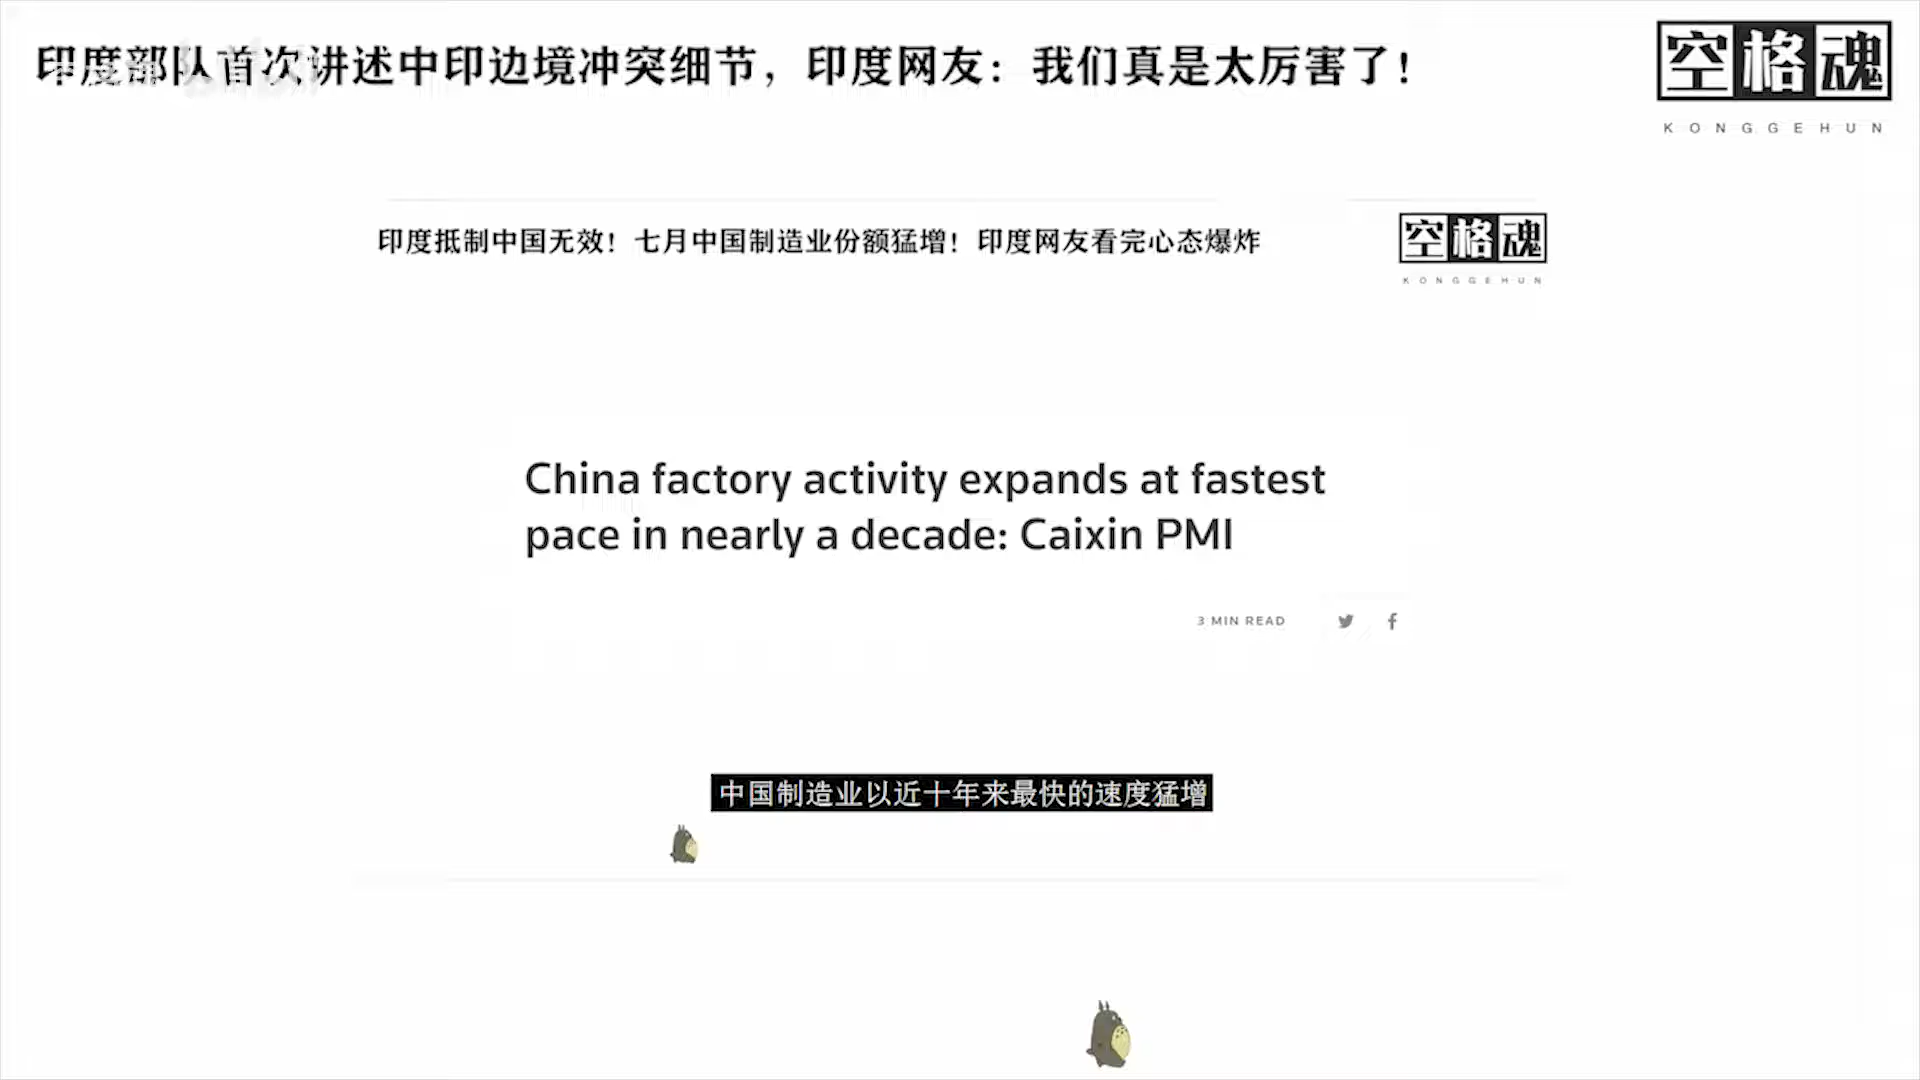 印度部队首次讲述中印边境冲突细节，印度网友：我们真是太厉害了！
空格魂
KONGGEHUN
印度抵制中国无效！七月中国制造业份额猛增！印度网友看完心态爆炸
空格魂
KONGGEHUN
China factory activity expands at fastest
pace in nearly a decade: Caixin PMI
3 MIN READ
中国制造业以近十年来最快的速度猛增